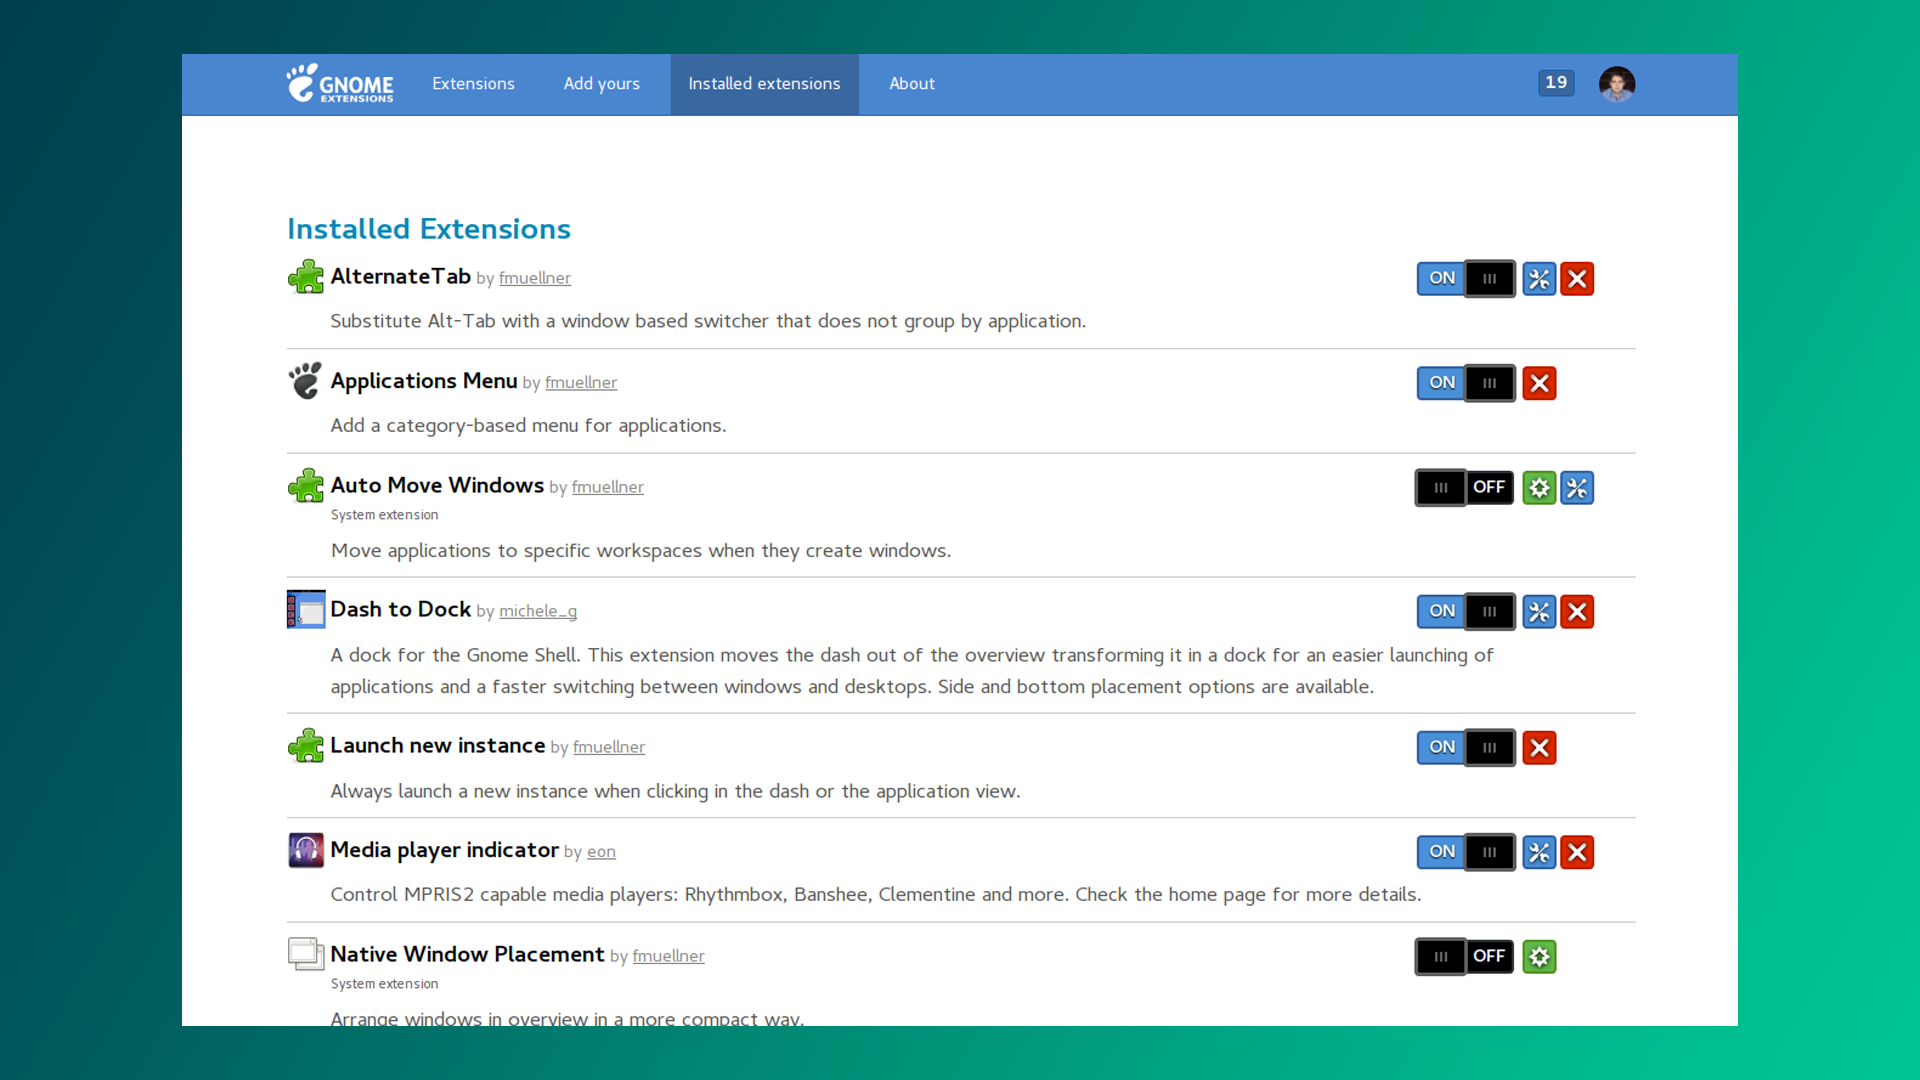 GNOME
EXTENSIONS
Extensions
Add yours
Installed extensions
About
19
Installed Extensions
AlternateTab by fmuellner
ON
Substitute Alt-Tab with a window based switcher that does not group by application.
Applications Menu by fmuellner
ON
Add a category-based menu for applications.
Auto Move Windows by fmuellner
OFF
System extension
Move applications to specific workspaces when they create windows.
Dash to Dock by michele_g
ON
A dock for the Gnome Shell. This extension moves the dash out of the overview transforming it in a dock for an easier launching of
applications and a faster switching between windows and desktops. Side and bottom placement options are available.
Launch new instance by fmuellner
ON
Always launch a new instance when clicking in the dash or the application view.
Media player indicator by eon
ON
Control MPRIS2 capable media players: Rhythmbox, Banshee, Clementine and more. Check the home page for more details.
Native Window Placement by fmuellner
OFF
System extension
Arrange windows in overview in a more compact way.